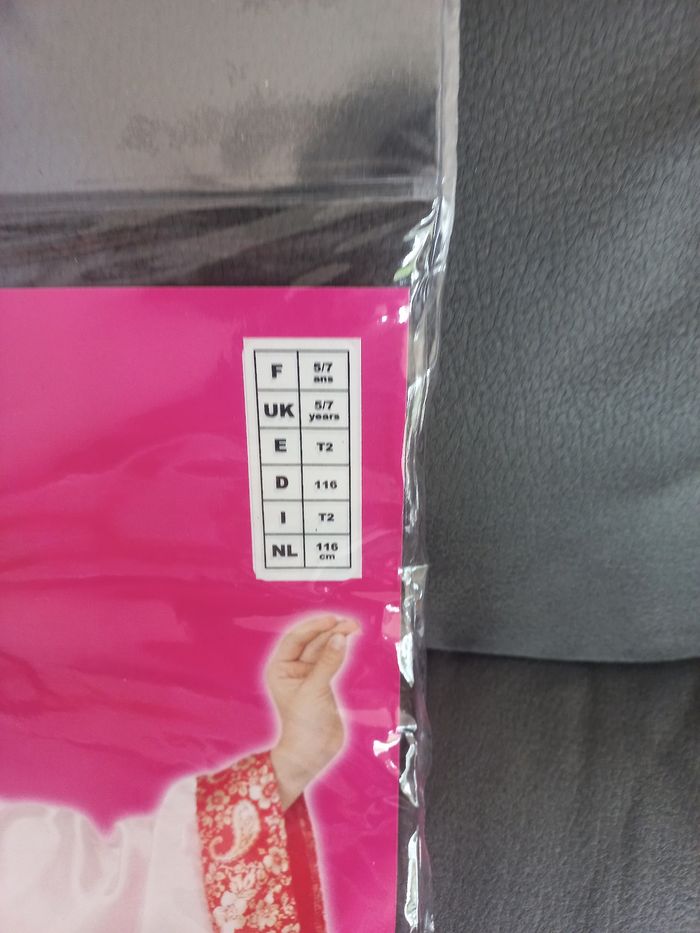 F 5/7
ans
UK 5/7
years
E T2
D 116
I T2
NL 116
cm